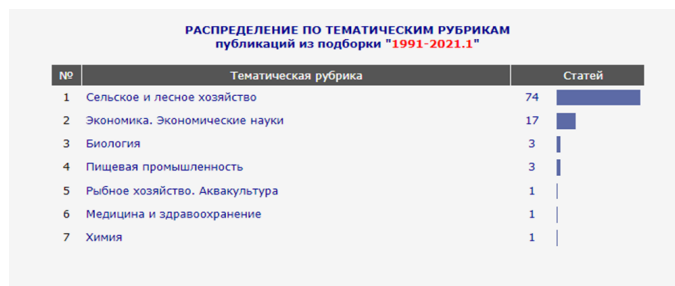 РАСПРЕДЕЛЕНИЕ ПО ТЕМАТИЧЕСКИМ РУБРИКАМ
публикаций из подборки "1991-2021.1"
№ Тематическая рубрика Статей
1 Сельское и лесное хозяйство 74
2 Экономика. Экономические науки 17
3 Биология 3
4 Пищевая промышленность 3
5 Рыбное хозяйство. Аквакультура 1
6 Медицина и здравоохранение 1
7 Химия 1